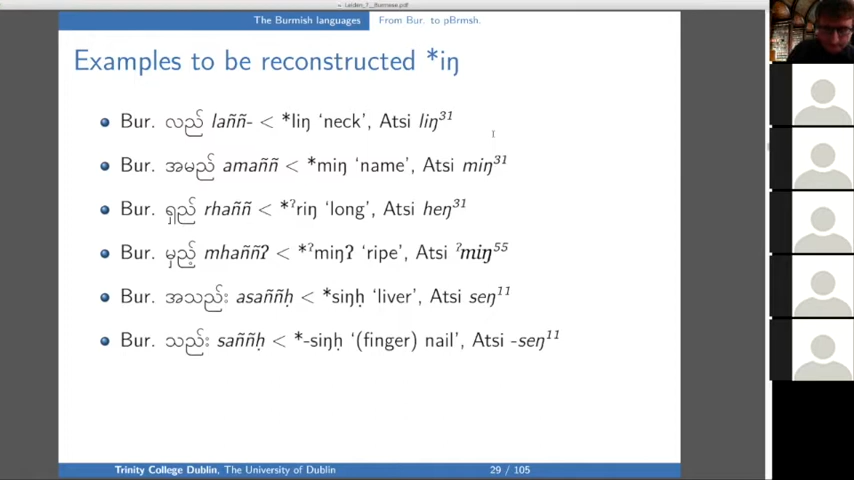 Leiden_7__Burmese.pdf
The Burmish languages From Bur. to pBrmsh.
Examples to be reconstructed *iŋ
Bur. လည် laññ- < *liŋ ‘neck’, Atsi liŋ³¹
Bur. အမည် amaññ < *miŋ ‘name’, Atsi miŋ³¹
Bur. ရှည် rhaññ < *ˀriŋ ‘long’, Atsi heŋ³¹
Bur. မှည့် mhaññʔ < *ˀmiŋʔ ‘ripe’, Atsi ˀmiŋ⁵⁵
Bur. အသည်း asaññḥ < *siŋḥ ‘liver’, Atsi seŋ¹¹
Bur. သည်း saññḥ < *-siŋḥ ‘(finger) nail’, Atsi -seŋ¹¹
Trinity College Dublin, The University of Dublin 29 / 105